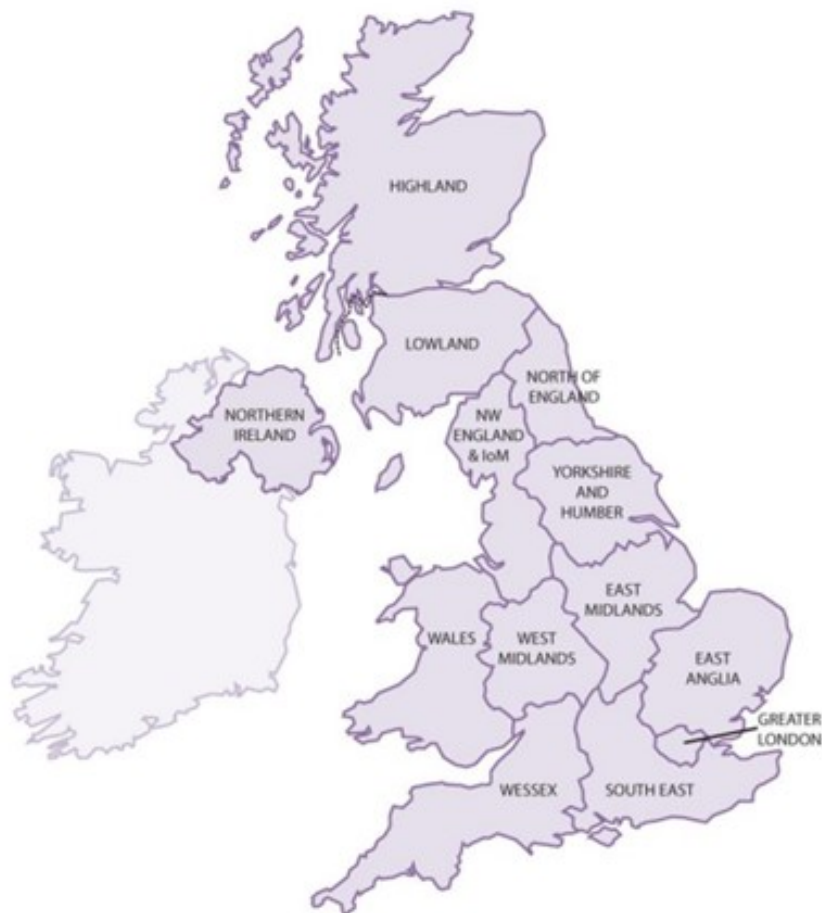 HIGHLAND
LOWLAND
NORTH OF
ENGLAND
NORTHERN
IRELAND
NW
ENGLAND
& IoM
YORKSHIRE
AND
HUMBER
EAST
MIDLANDS
WALES
WEST
MIDLANDS
EAST
ANGLIA
GREATER
LONDON
WESSEX
SOUTH EAST